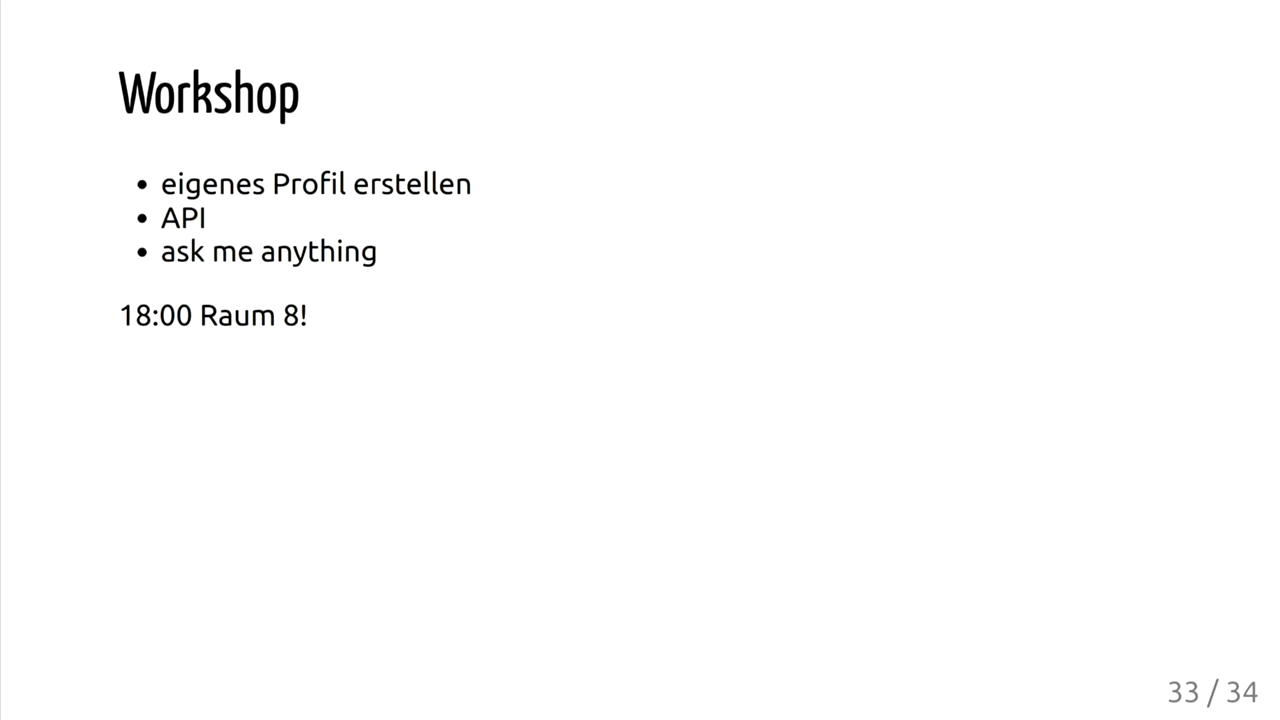 Workshop
• eigenes Profil erstellen
• API
• ask me anything
18:00 Raum 8!
33 / 34